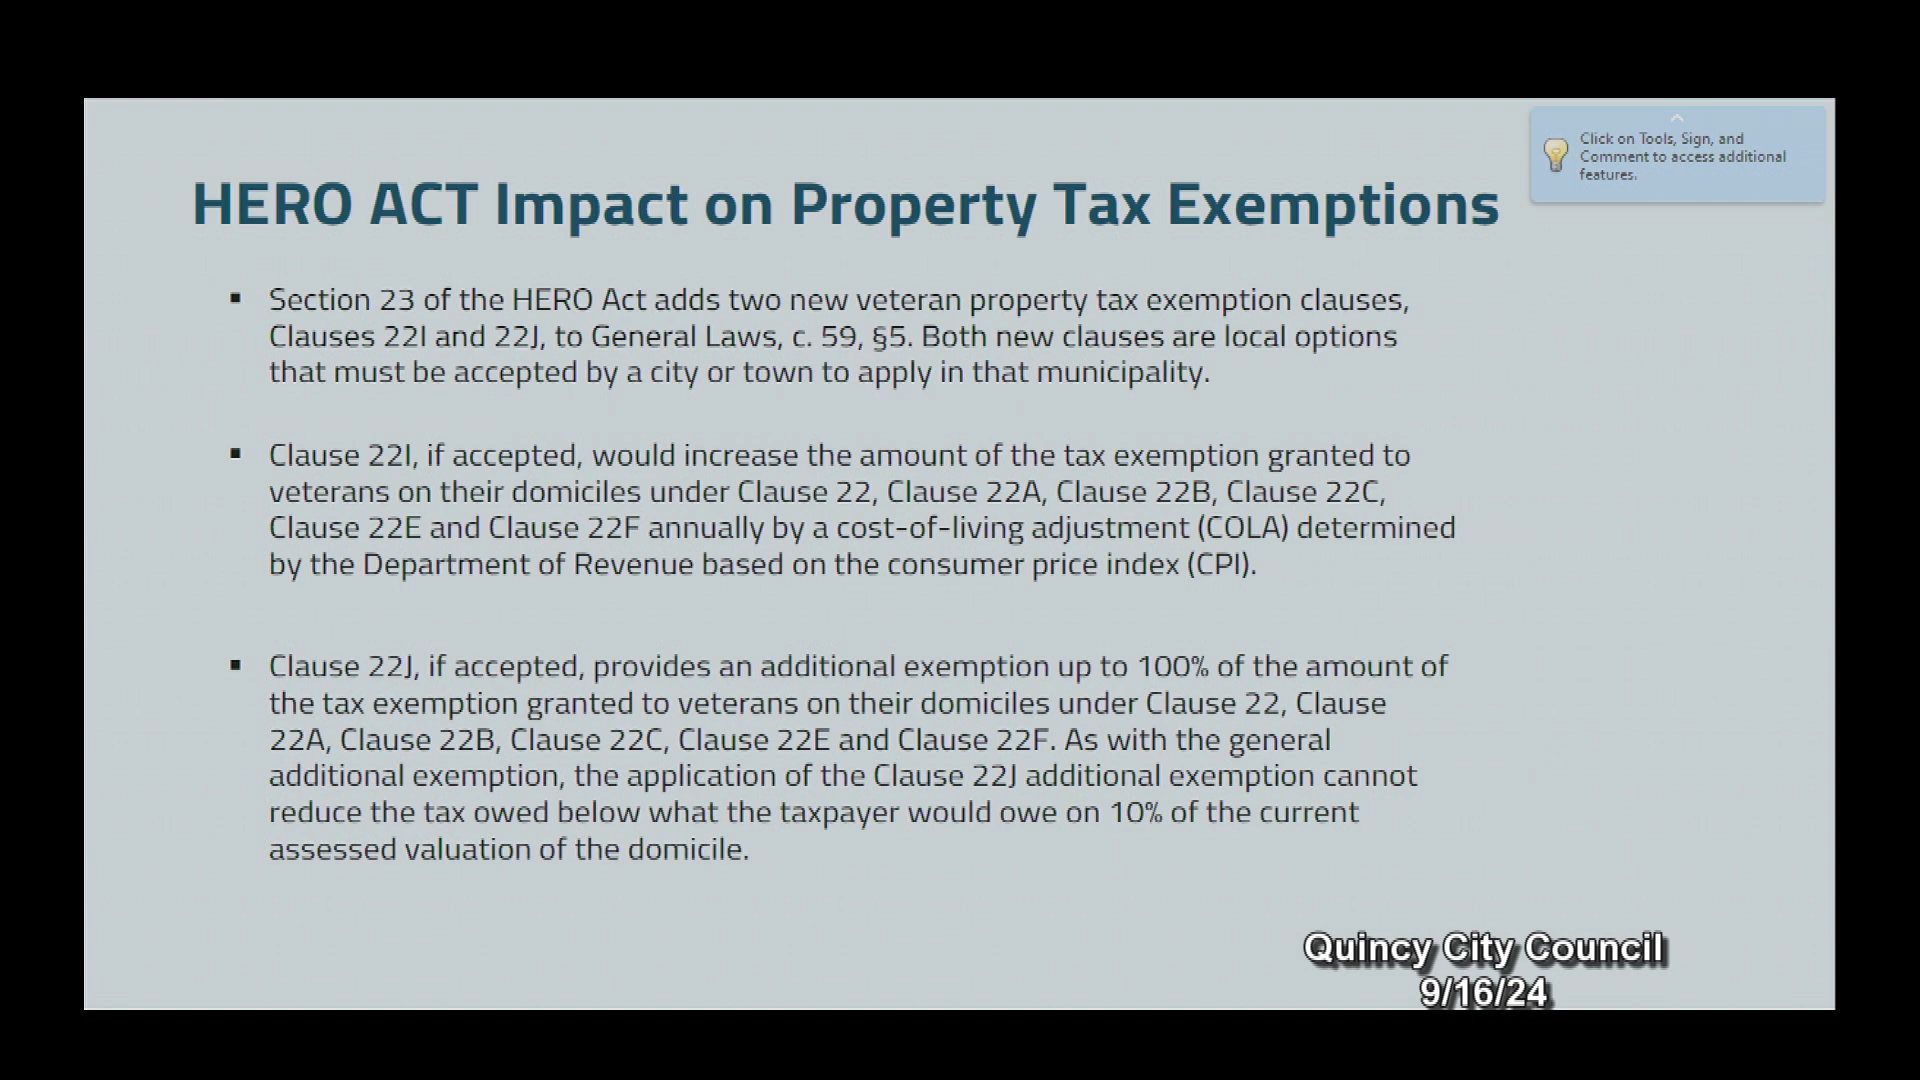 Click on Tools, Sign, and
Comment to access additional
features.
HERO ACT Impact on Property Tax Exemptions
▪ Section 23 of the HERO Act adds two new veteran property tax exemption clauses,
Clauses 22I and 22J, to General Laws, c. 59, §5. Both new clauses are local options
that must be accepted by a city or town to apply in that municipality.
▪ Clause 22I, if accepted, would increase the amount of the tax exemption granted to
veterans on their domiciles under Clause 22, Clause 22A, Clause 22B, Clause 22C,
Clause 22E and Clause 22F annually by a cost-of-living adjustment (COLA) determined
by the Department of Revenue based on the consumer price index (CPI).
▪ Clause 22J, if accepted, provides an additional exemption up to 100% of the amount of
the tax exemption granted to veterans on their domiciles under Clause 22, Clause
22A, Clause 22B, Clause 22C, Clause 22E and Clause 22F. As with the general
additional exemption, the application of the Clause 22J additional exemption cannot
reduce the tax owed below what the taxpayer would owe on 10% of the current
assessed valuation of the domicile.
Quincy City Council
9/16/24